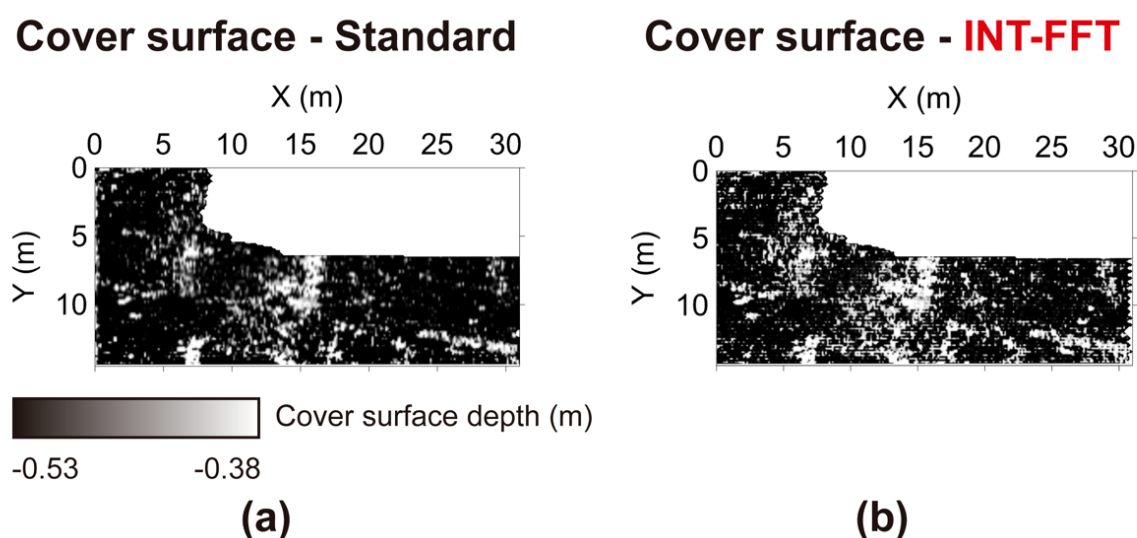 Cover surface - Standard
X (m)
0 5 10 15 20 25 30
0
5
10
Y (m)
Cover surface depth (m)
-0.53 -0.38
(a)
Cover surface - INT-FFT
X (m)
0 5 10 15 20 25 30
0
5
10
Y (m)
(b)